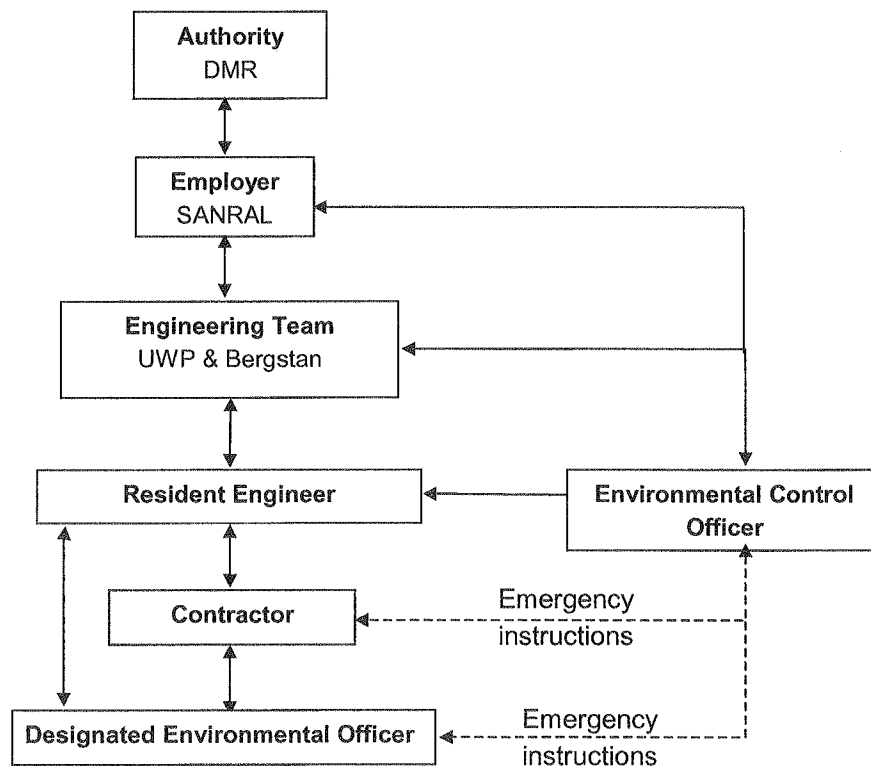 Authority
DMR
Employer
SANRAL
Engineering Team
UWP & Bergstan
Resident Engineer
Environmental Control
Officer
Contractor
Emergency
instructions
Designated Environmental Officer
Emergency
instructions